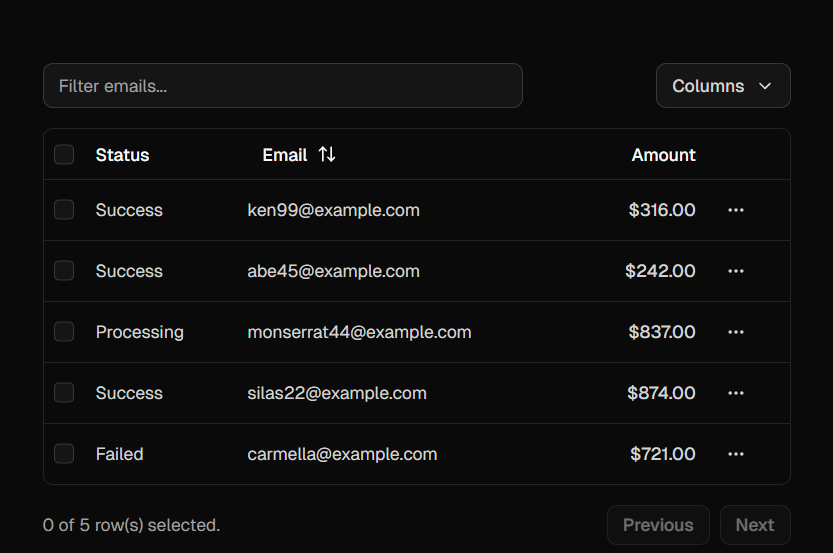 Filter emails...
Columns
Status Email Amount
Success ken99@example.com $316.00 ...
Success abe45@example.com $242.00 ...
Processing monserrat44@example.com $837.00 ...
Success silas22@example.com $874.00 ...
Failed carmella@example.com $721.00 ...
0 of 5 row(s) selected.
Previous Next